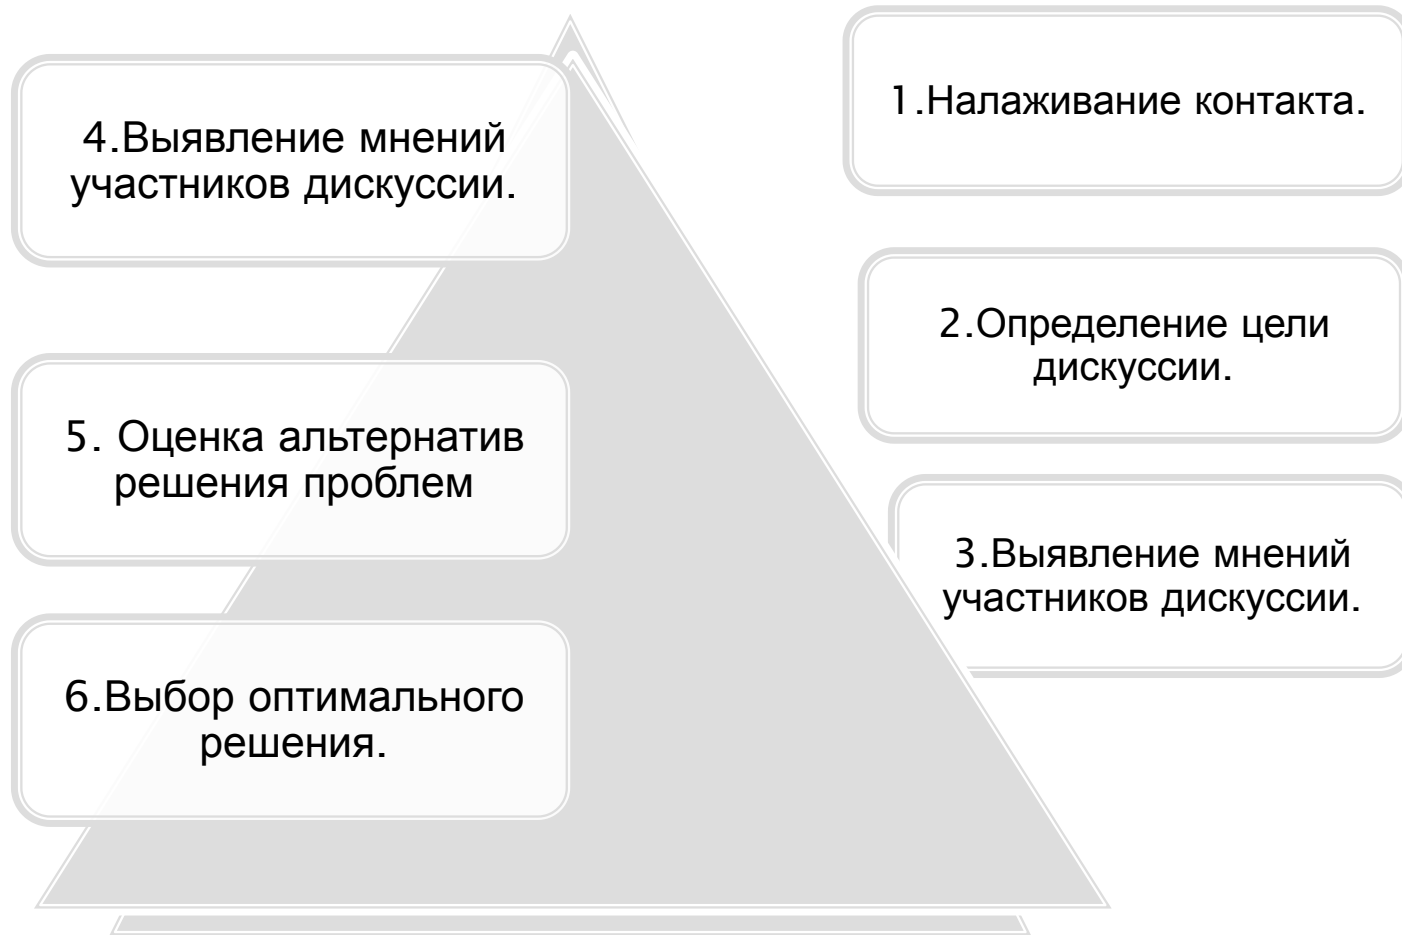 1.Налаживание контакта.
2.Определение цели
дискуссии.
3.Выявление мнений
участников дискуссии.
4.Выявление мнений
участников дискуссии.
5. Оценка альтернатив
решения проблем
6.Выбор оптимального
решения.